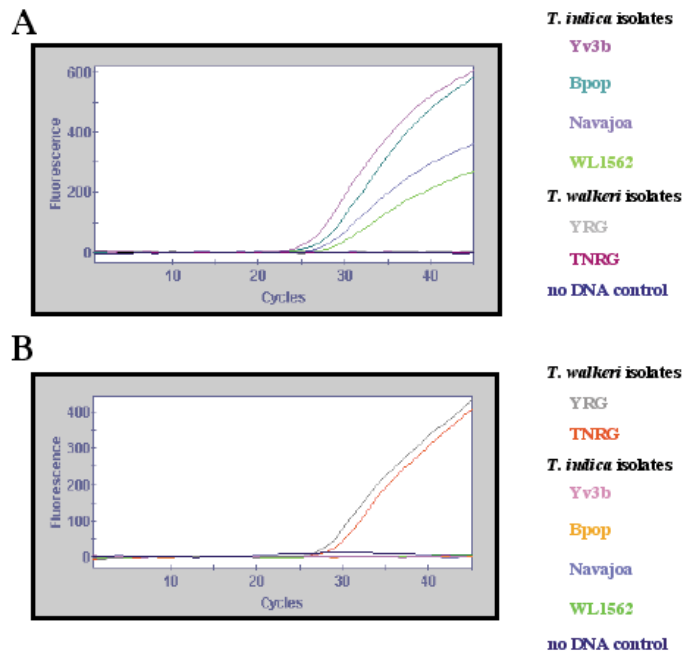 A
T. indica isolates
Yv3b
Bpop
Navajoa
WL1562
T. walkeri isolates
YRG
TNRG
no DNA control
600
400
200
0
Fluorescence
10 20 30 40
Cycles
B
T. walkeri isolates
YRG
TNRG
T. indica isolates
Yv3b
Bpop
Navajoa
WL1562
no DNA control
400
300
200
100
0
Fluorescence
10 20 30 40
Cycles